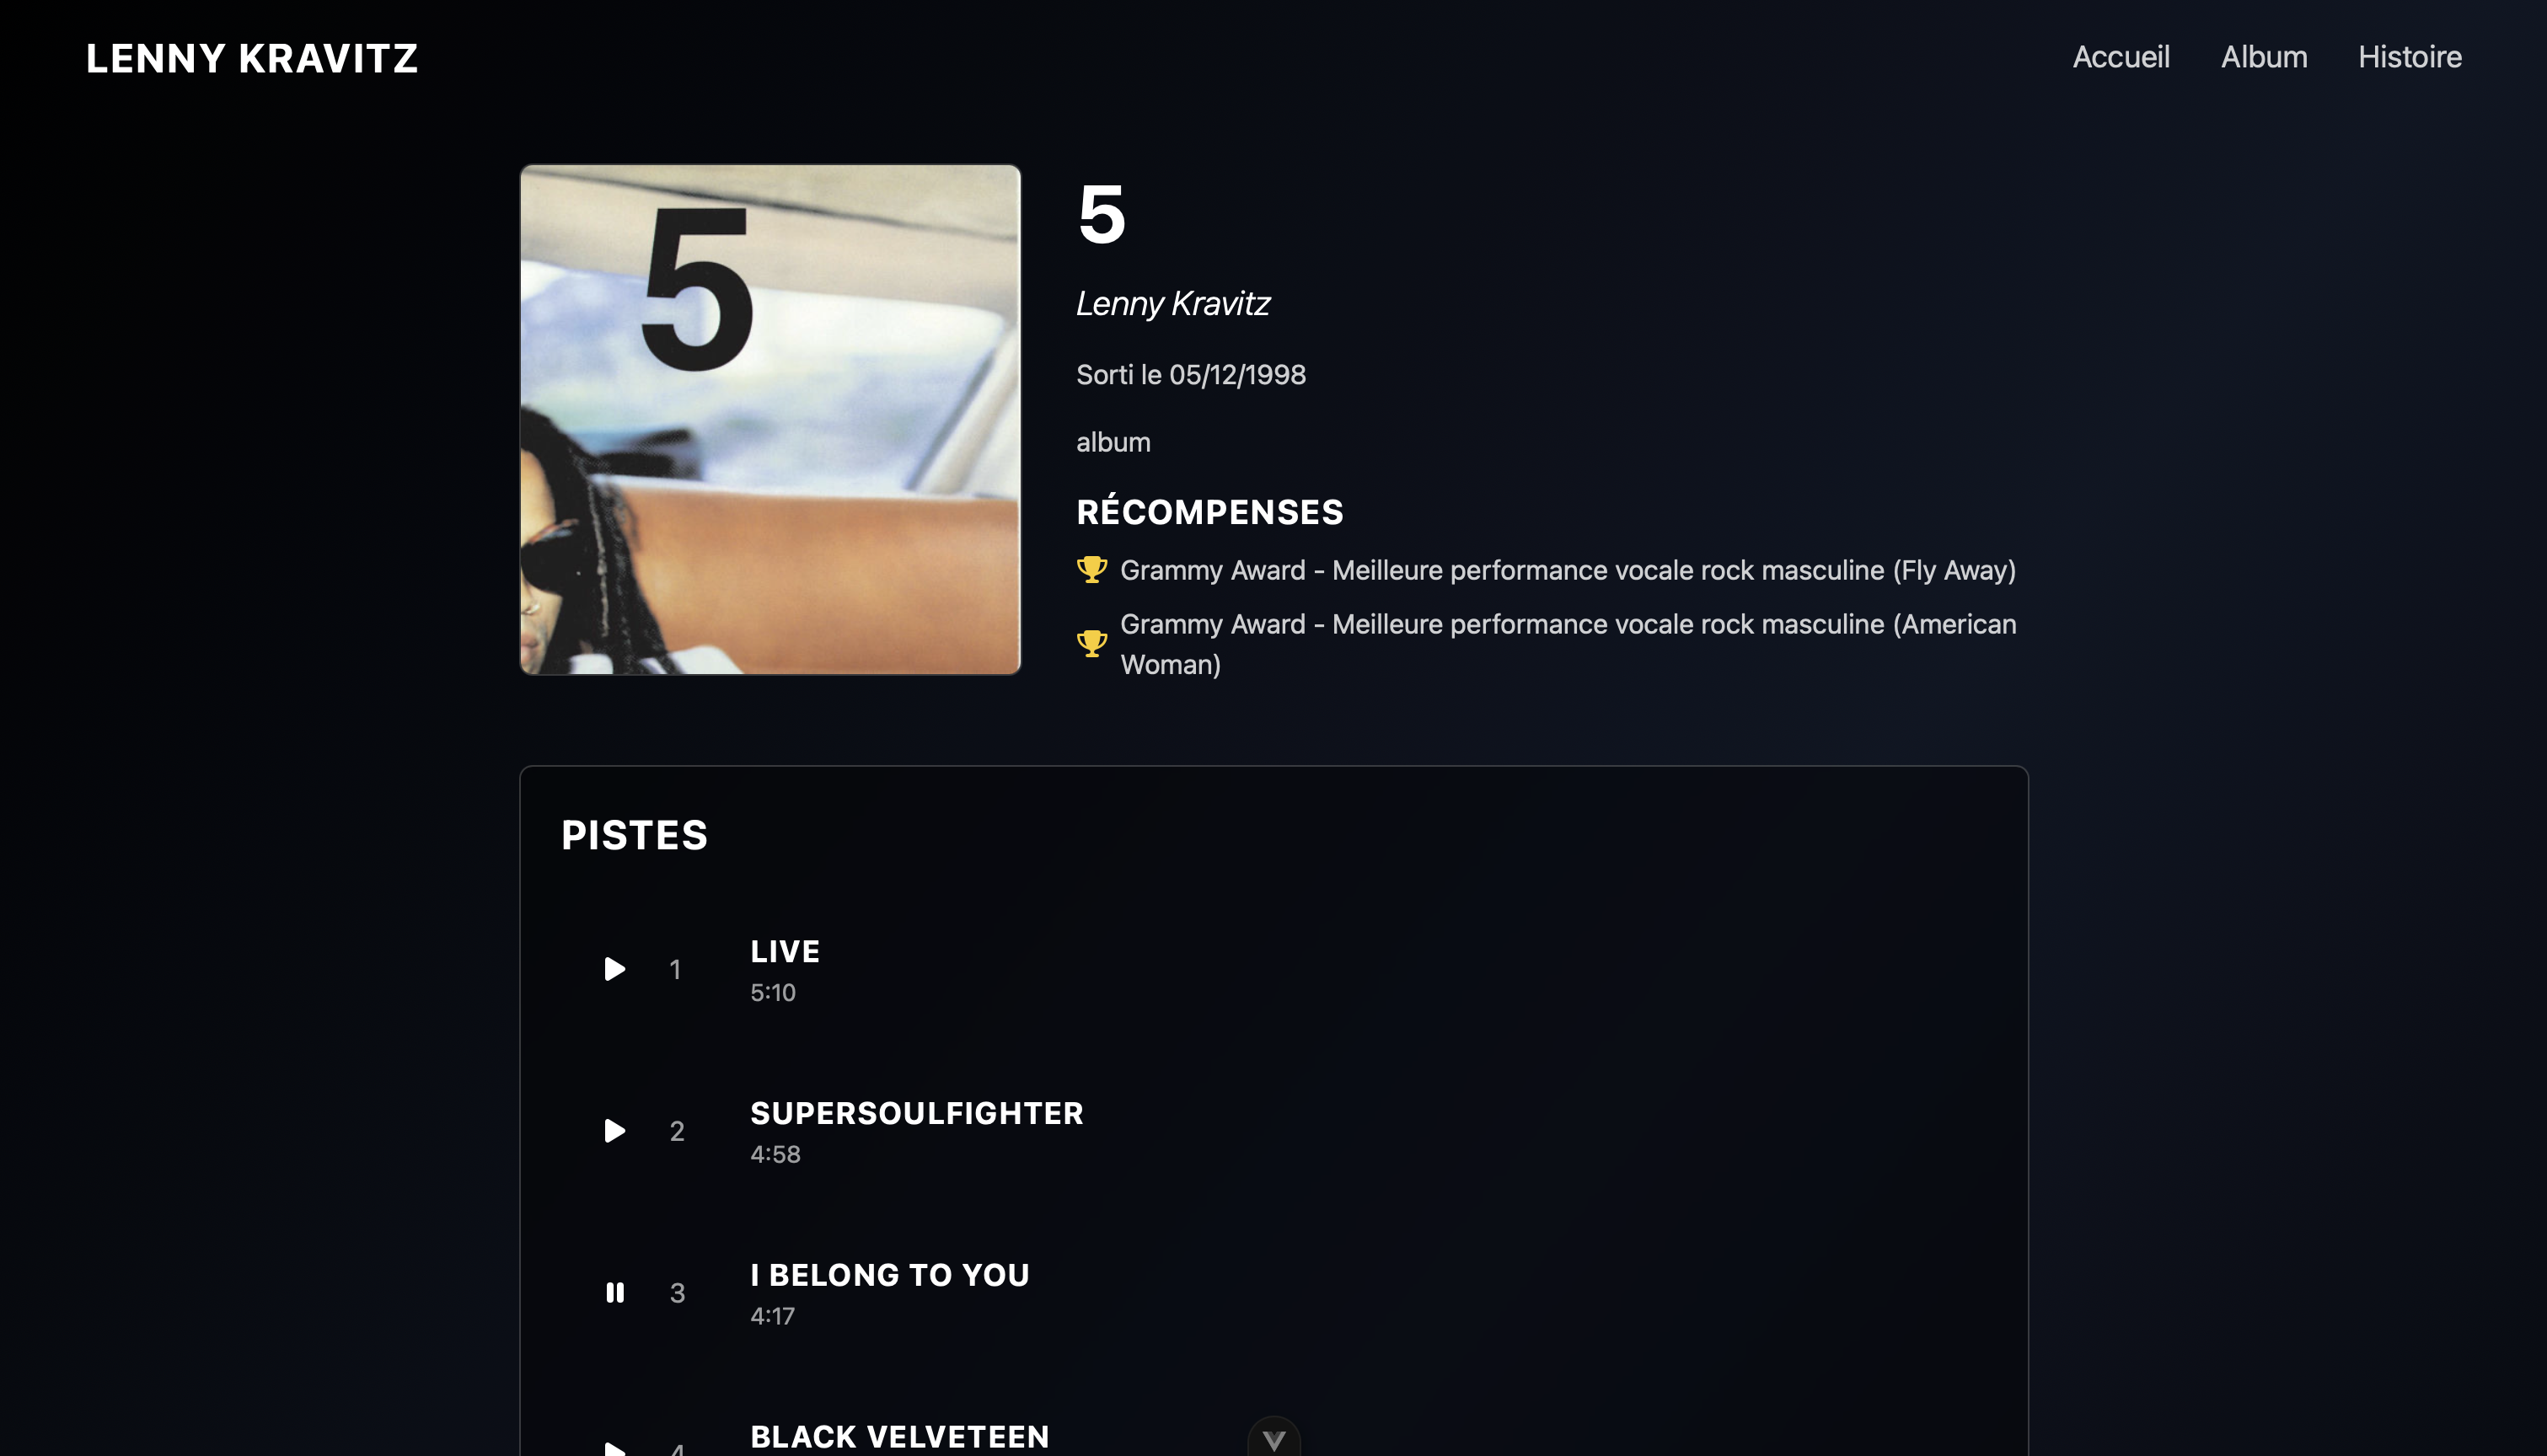 LENNY KRAVITZ
Accueil
Album
Histoire
5
5
Lenny Kravitz
Sorti le 05/12/1998
album
RÉCOMPENSES
Grammy Award - Meilleure performance vocale rock masculine (Fly Away)
Grammy Award - Meilleure performance vocale rock masculine (American
Woman)
PISTES
1
LIVE
5:10
2
SUPERSOULFIGHTER
4:58
3
I BELONG TO YOU
4:17
4
BLACK VELVETEEN